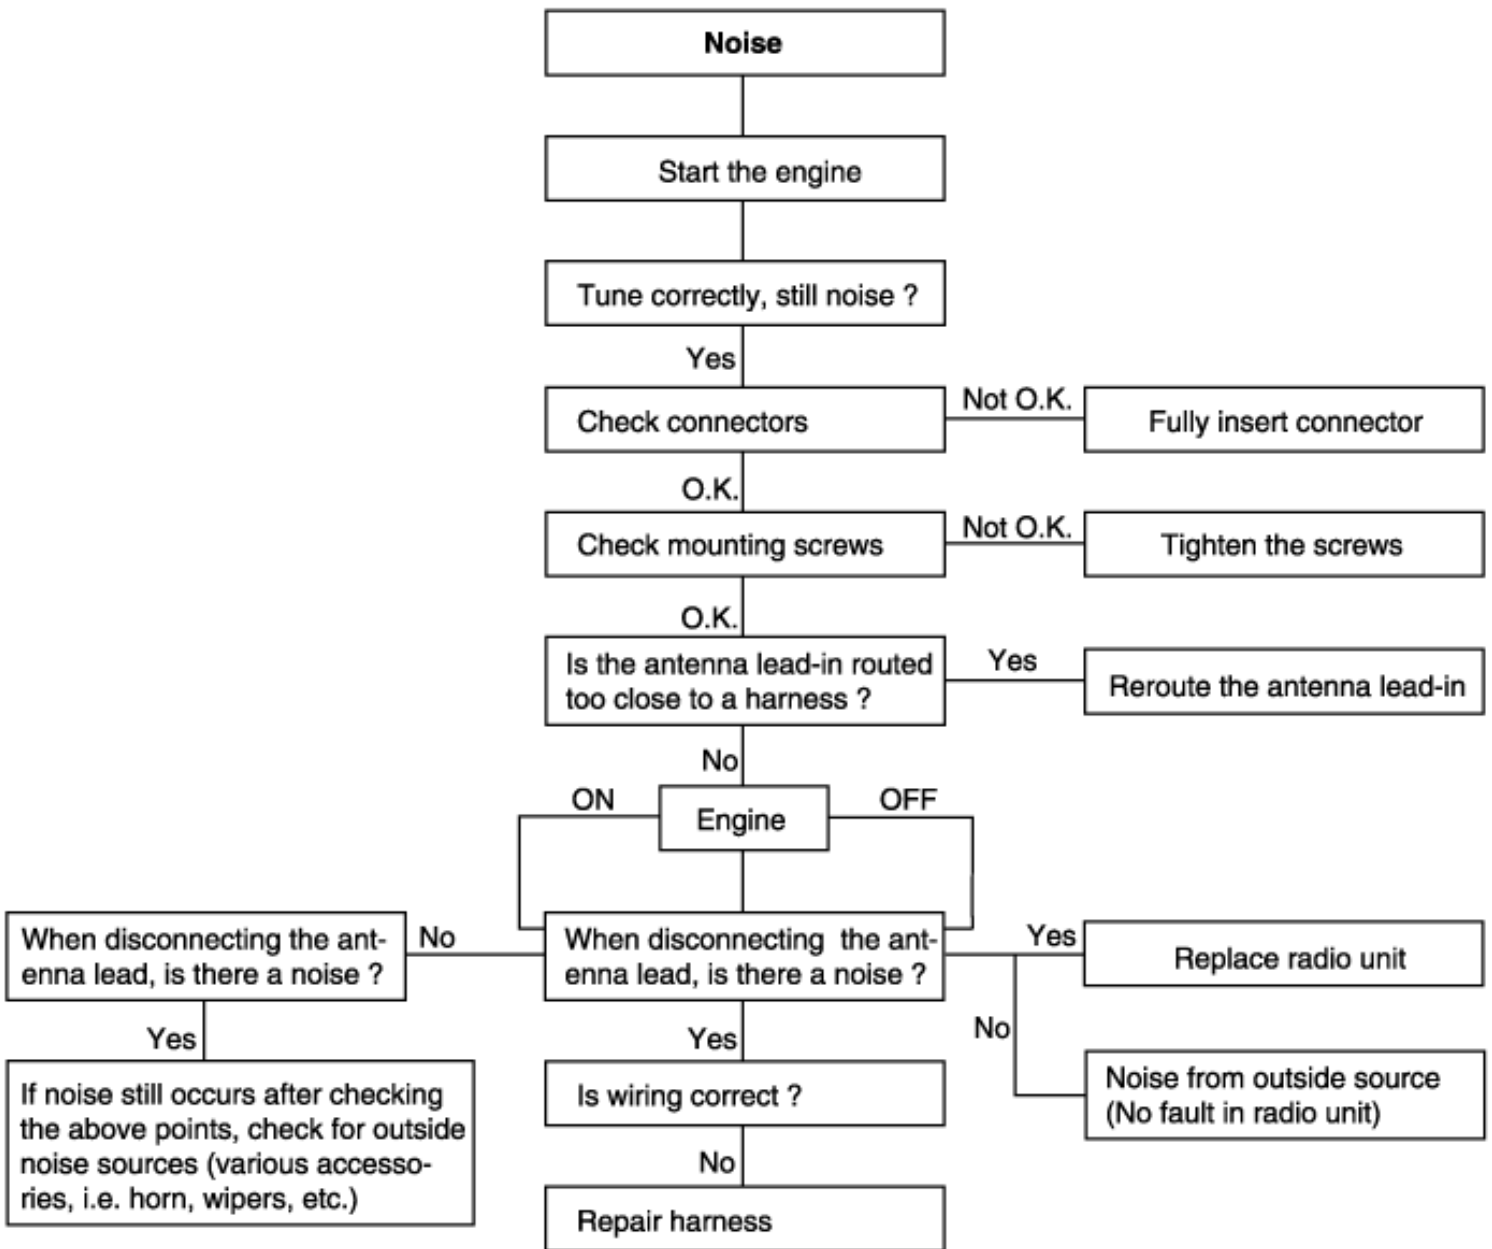 Noise
Start the engine
Tune correctly, still noise ?
Yes
Check connectors
Not O.K.
Fully insert connector
O.K.
Check mounting screws
Not O.K.
Tighten the screws
O.K.
Is the antenna lead-in routed
too close to a harness ?
Yes
Reroute the antenna lead-in
No
ON
Engine
OFF
When disconnecting the ant-
enna lead, is there a noise ?
No
When disconnecting the ant-
enna lead, is there a noise ?
Yes
Replace radio unit
Yes
If noise still occurs after checking
the above points, check for outside
noise sources (various accesso-
ries, i.e. horn, wipers, etc.)
Yes
Is wiring correct ?
No
Noise from outside source
(No fault in radio unit)
No
Repair harness